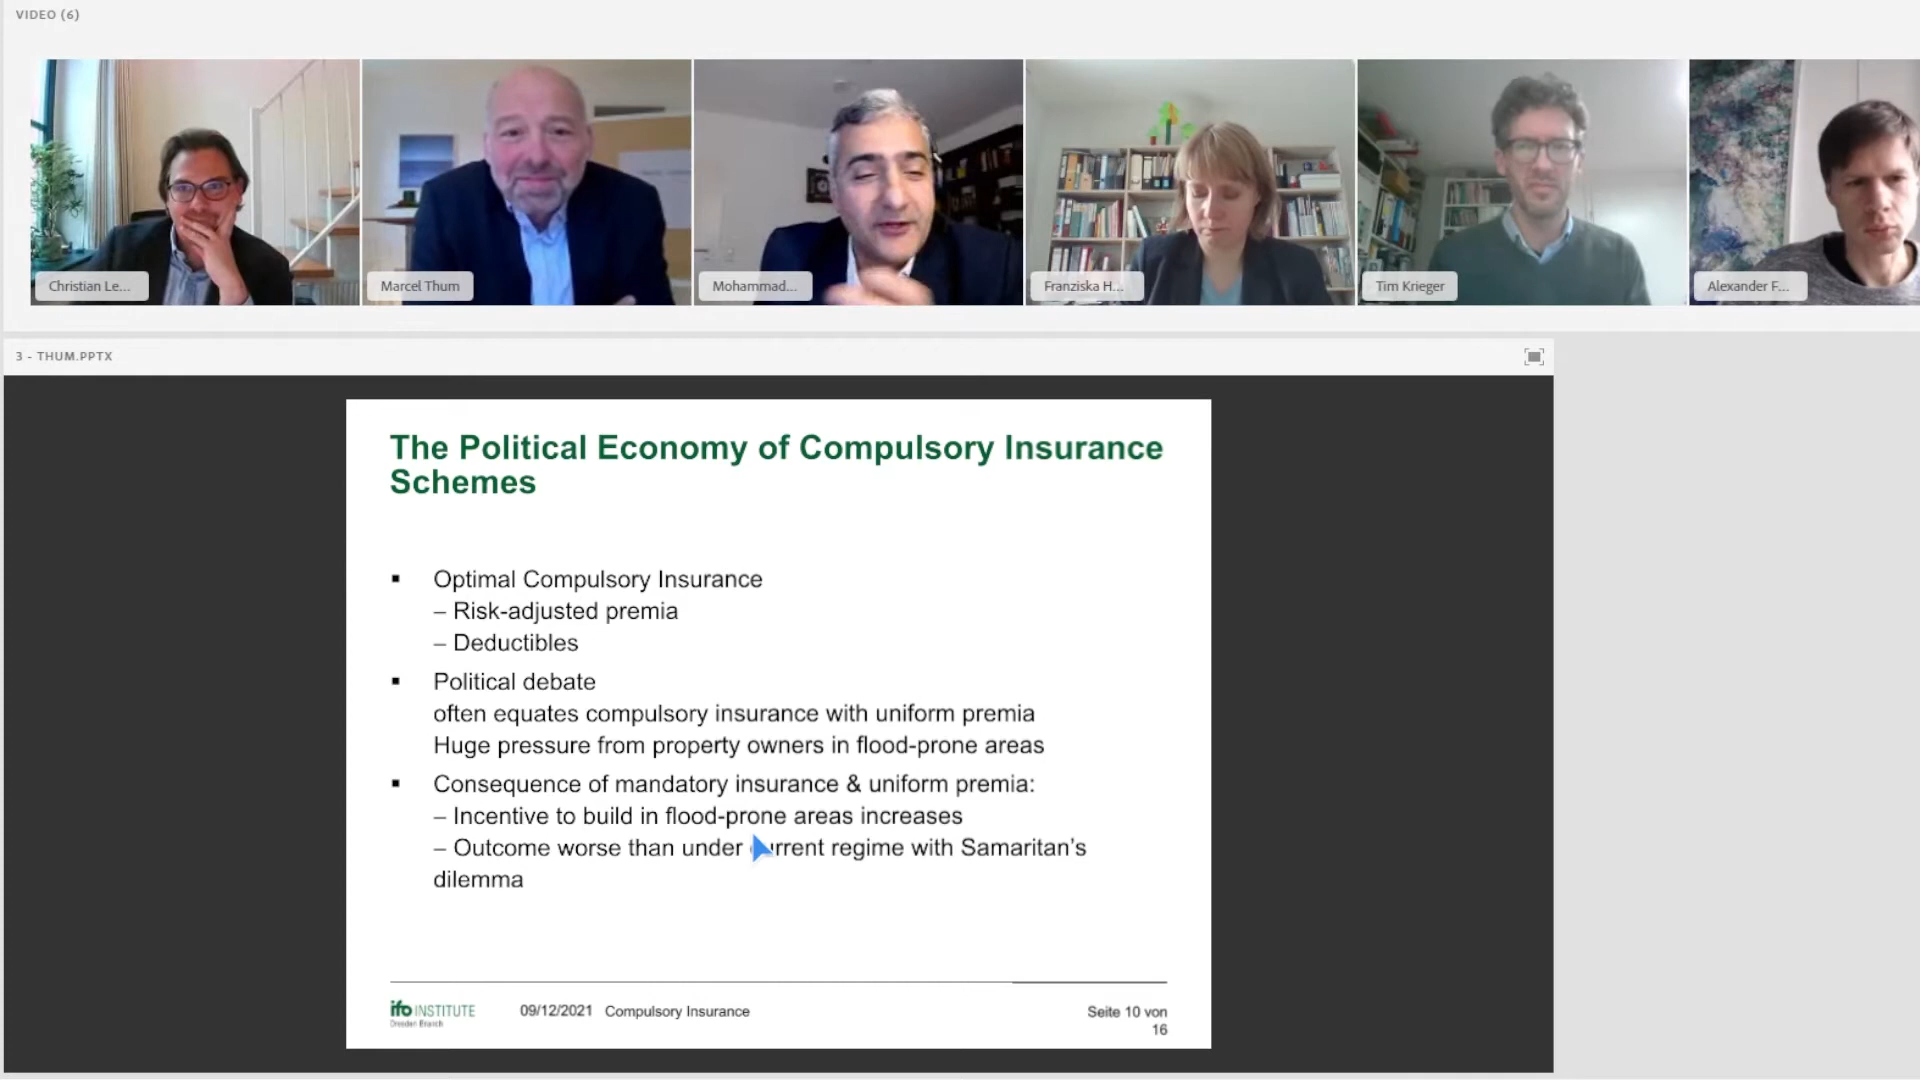 VIDEO (6)
Christian Le...
Marcel Thum
Mohammad...
Franziska H...
Tim Krieger
Alexander F...
3 - THUM.PPTX
The Political Economy of Compulsory Insurance
Schemes
▪ Optimal Compulsory Insurance
– Risk-adjusted premia
– Deductibles
▪ Political debate
often equates compulsory insurance with uniform premia
Huge pressure from property owners in flood-prone areas
▪ Consequence of mandatory insurance & uniform premia:
– Incentive to build in flood-prone areas increases
– Outcome worse than under current regime with Samaritan's
dilemma
ifo INSTITUTE
Dresden Branch
09/12/2021 Compulsory Insurance
Seite 10 von
16